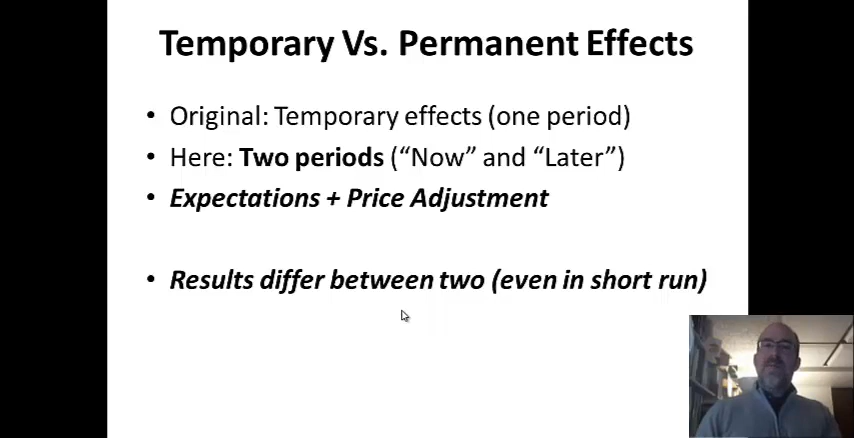 Temporary Vs. Permanent Effects
• Original: Temporary effects (one period)
• Here: Two periods (“Now” and “Later”)
• Expectations + Price Adjustment
• Results differ between two (even in short run)